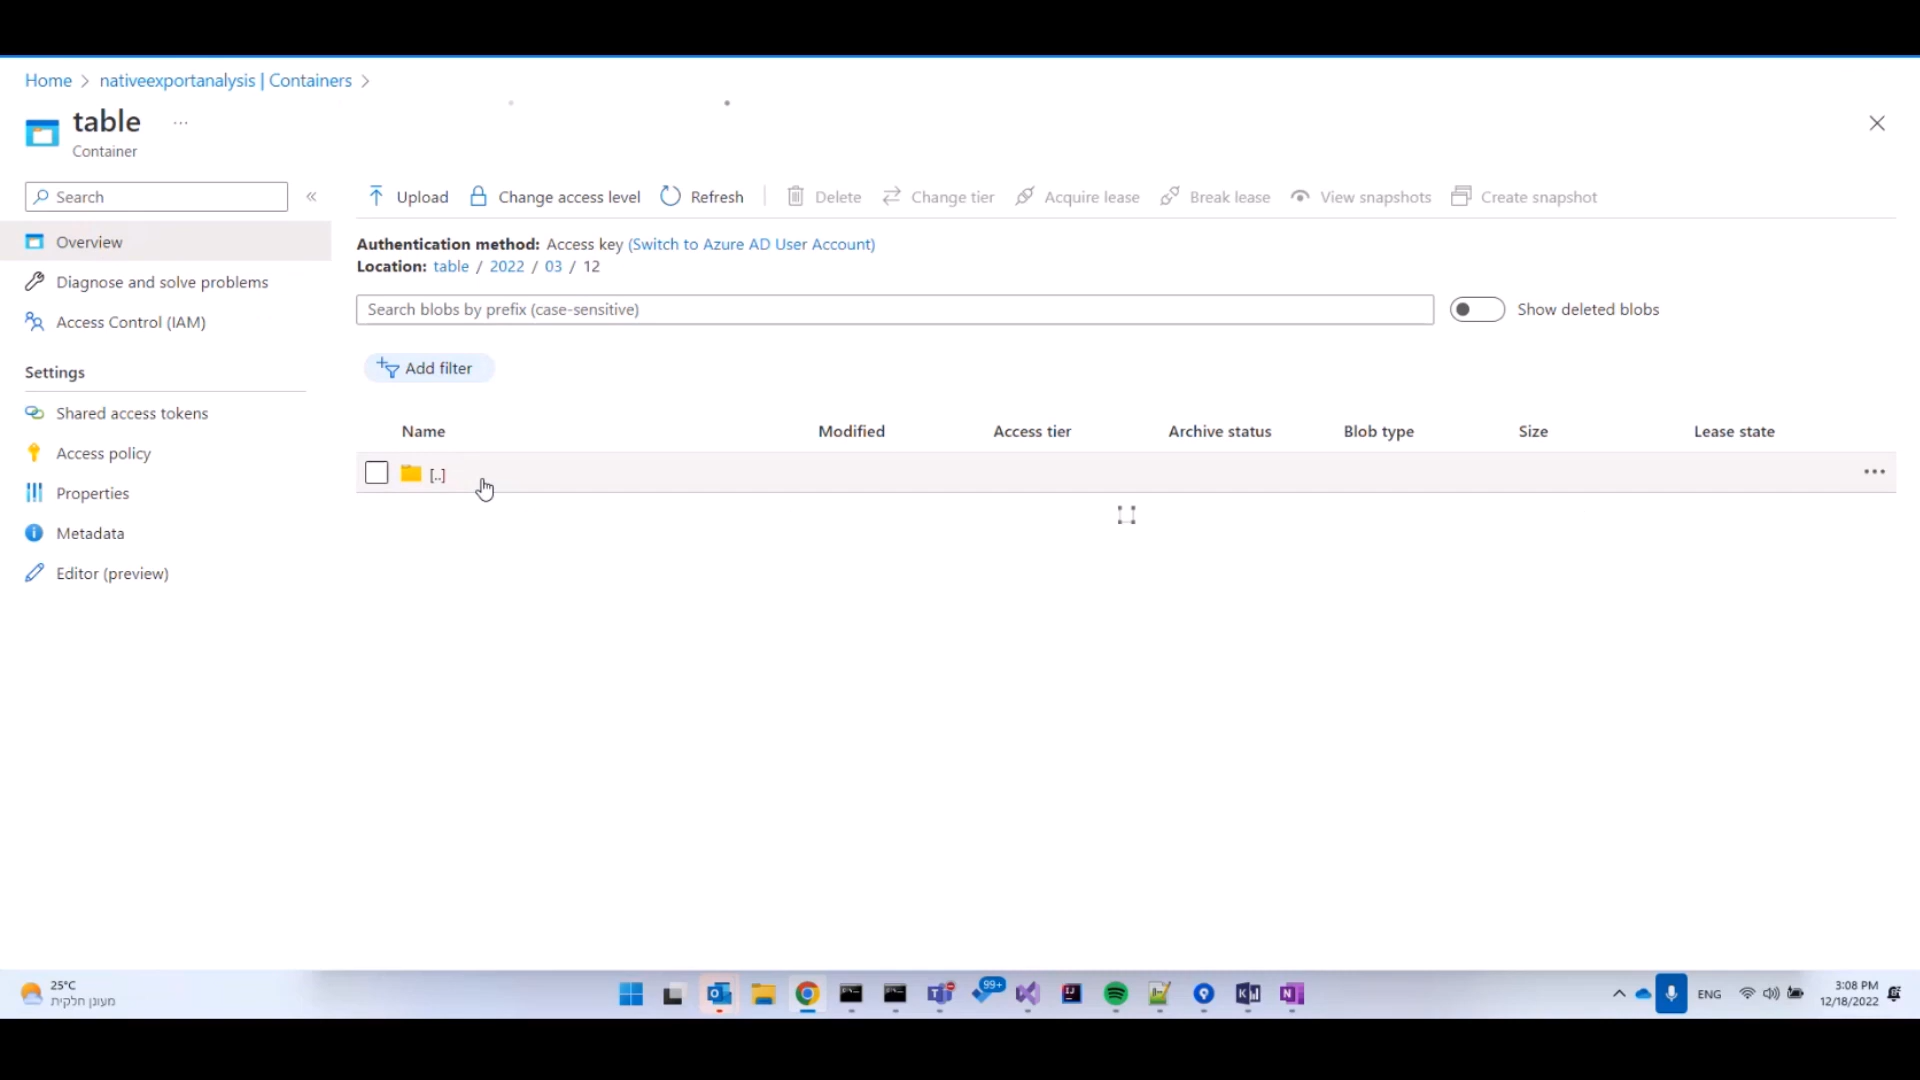 Home > nativeexportanalysis | Containers >
table ...
Container
Search «
Upload Change access level Refresh Delete Change tier Acquire lease Break lease View snapshots Create snapshot
Overview
Diagnose and solve problems
Access Control (IAM)
Settings
Shared access tokens
Access policy
Properties
Metadata
Editor (preview)
Authentication method: Access key (Switch to Azure AD User Account)
Location: table / 2022 / 03 / 12
Search blobs by prefix (case-sensitive)
Show deleted blobs
Add filter
Name Modified Access tier Archive status Blob type Size Lease state
[..]
25°C
מעונן חלקית
99+
ENG
3:08 PM
12/18/2022